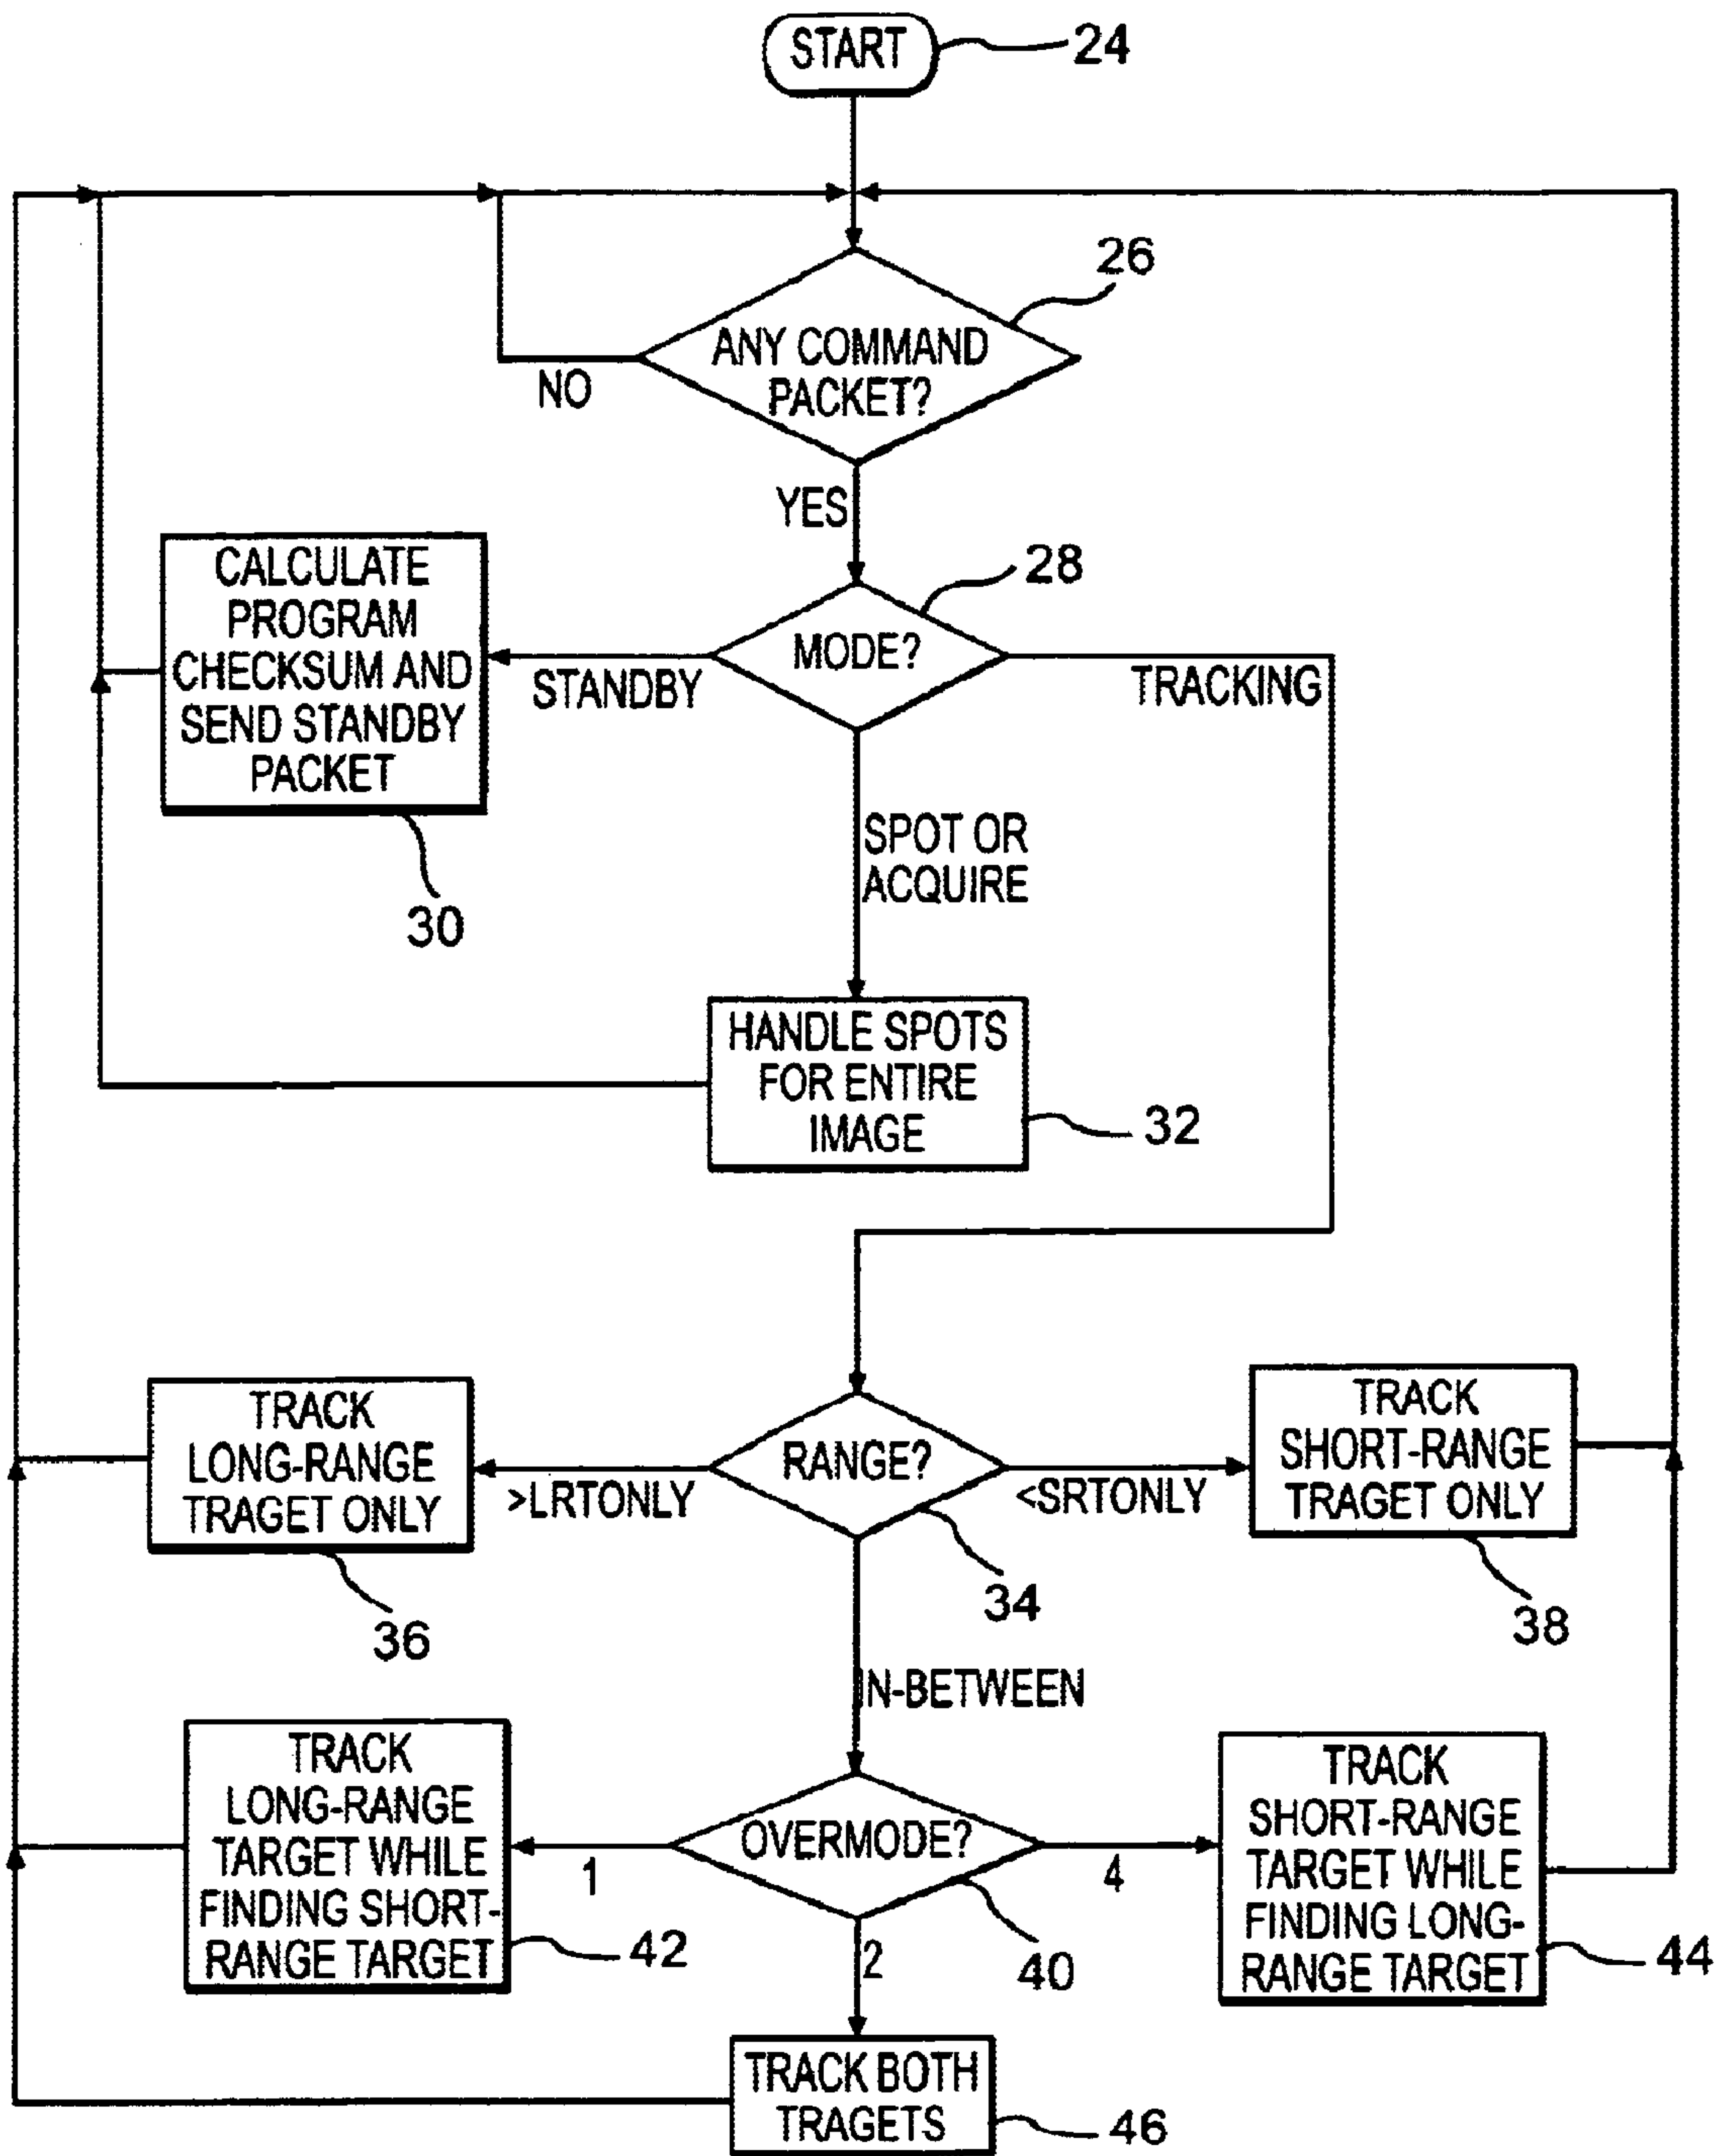 START
24
26
ANY COMMAND
PACKET?
NO
YES
28
MODE?
STANDBY
TRACKING
CALCULATE
PROGRAM
CHECKSUM AND
SEND STANDBY
PACKET
30
SPOT OR
ACQUIRE
HANDLE SPOTS
FOR ENTIRE
IMAGE
32
TRACK
LONG-RANGE
TRAGET ONLY
36
RANGE?
>LRTONLY
<SRTONLY
34
TRACK
SHORT-RANGE
TRAGET ONLY
38
IN-BETWEEN
TRACK
LONG-RANGE
TARGET WHILE
FINDING SHORT-
RANGE TARGET
42
OVERMODE?
1
4
2
40
TRACK
SHORT-RANGE
TARGET WHILE
FINDING LONG-
RANGE TARGET
44
TRACK BOTH
TRAGETS
46